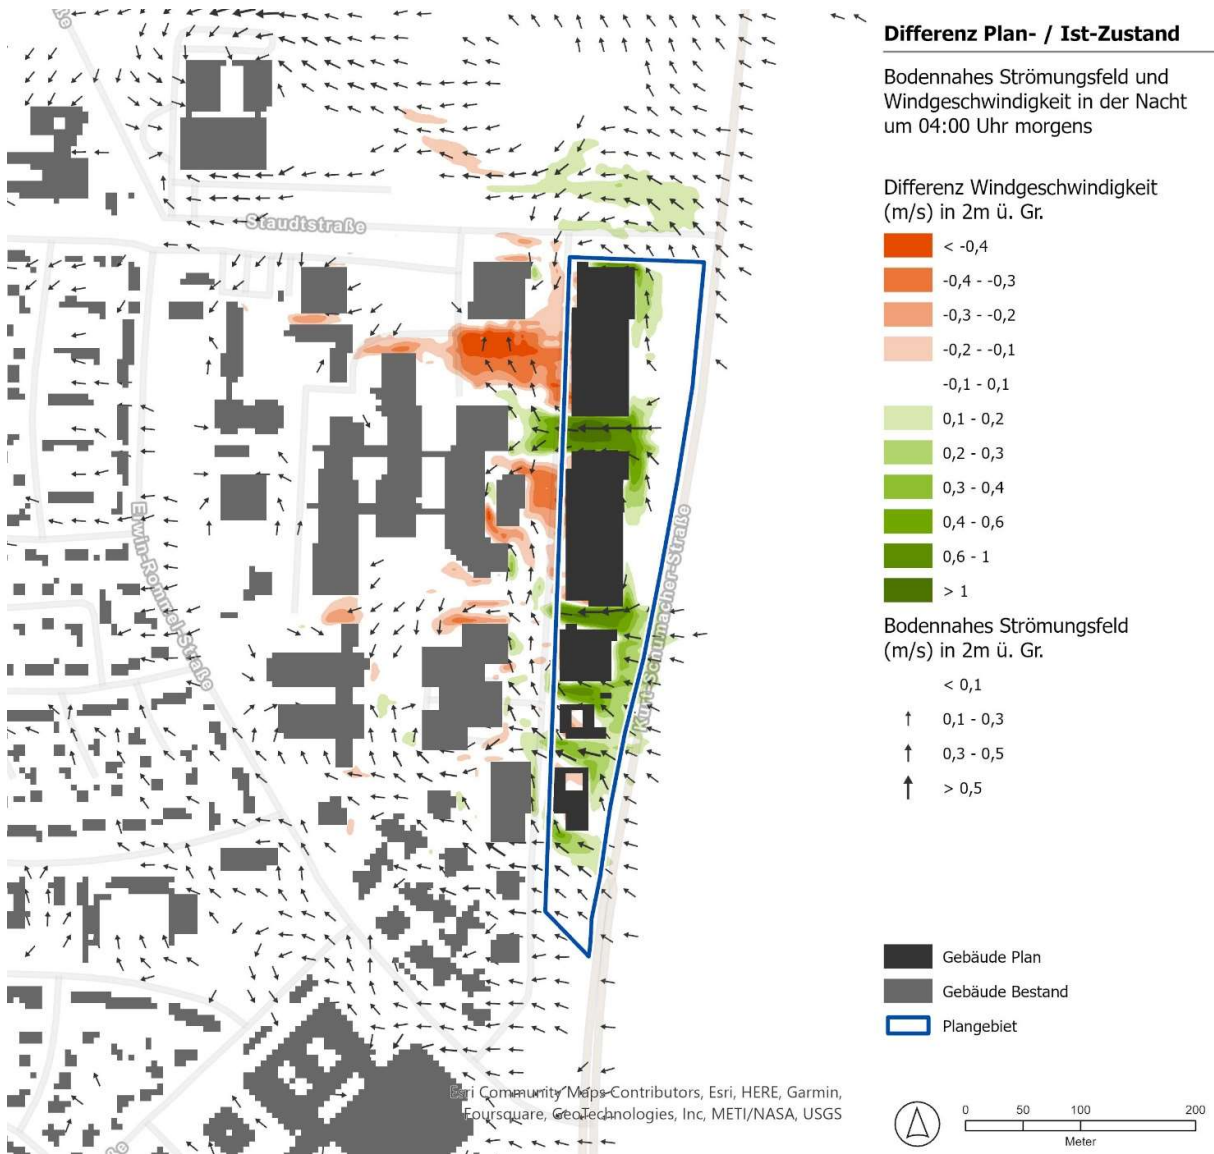 Differenz Plan- / Ist-Zustand
Bodennahes Strömungsfeld und
Windgeschwindigkeit in der Nacht
um 04:00 Uhr morgens
Differenz Windgeschwindigkeit
(m/s) in 2m ü. Gr.
< -0,4
-0,4 - -0,3
-0,3 - -0,2
-0,2 - -0,1
-0,1 - 0,1
0,1 - 0,2
0,2 - 0,3
0,3 - 0,4
0,4 - 0,6
0,6 - 1
> 1
Bodennahes Strömungsfeld
(m/s) in 2m ü. Gr.
< 0,1
0,1 - 0,3
0,3 - 0,5
> 0,5
Gebäude Plan
Gebäude Bestand
Plangebiet
0 50 100 200
Meter
Staudtstraße
Erwin-Rommel-Straße
Kurt-Schumacher-Straße
Esri Community Maps Contributors, Esri, HERE, Garmin,
Foursquare, GeoTechnologies, Inc, METI/NASA, USGS